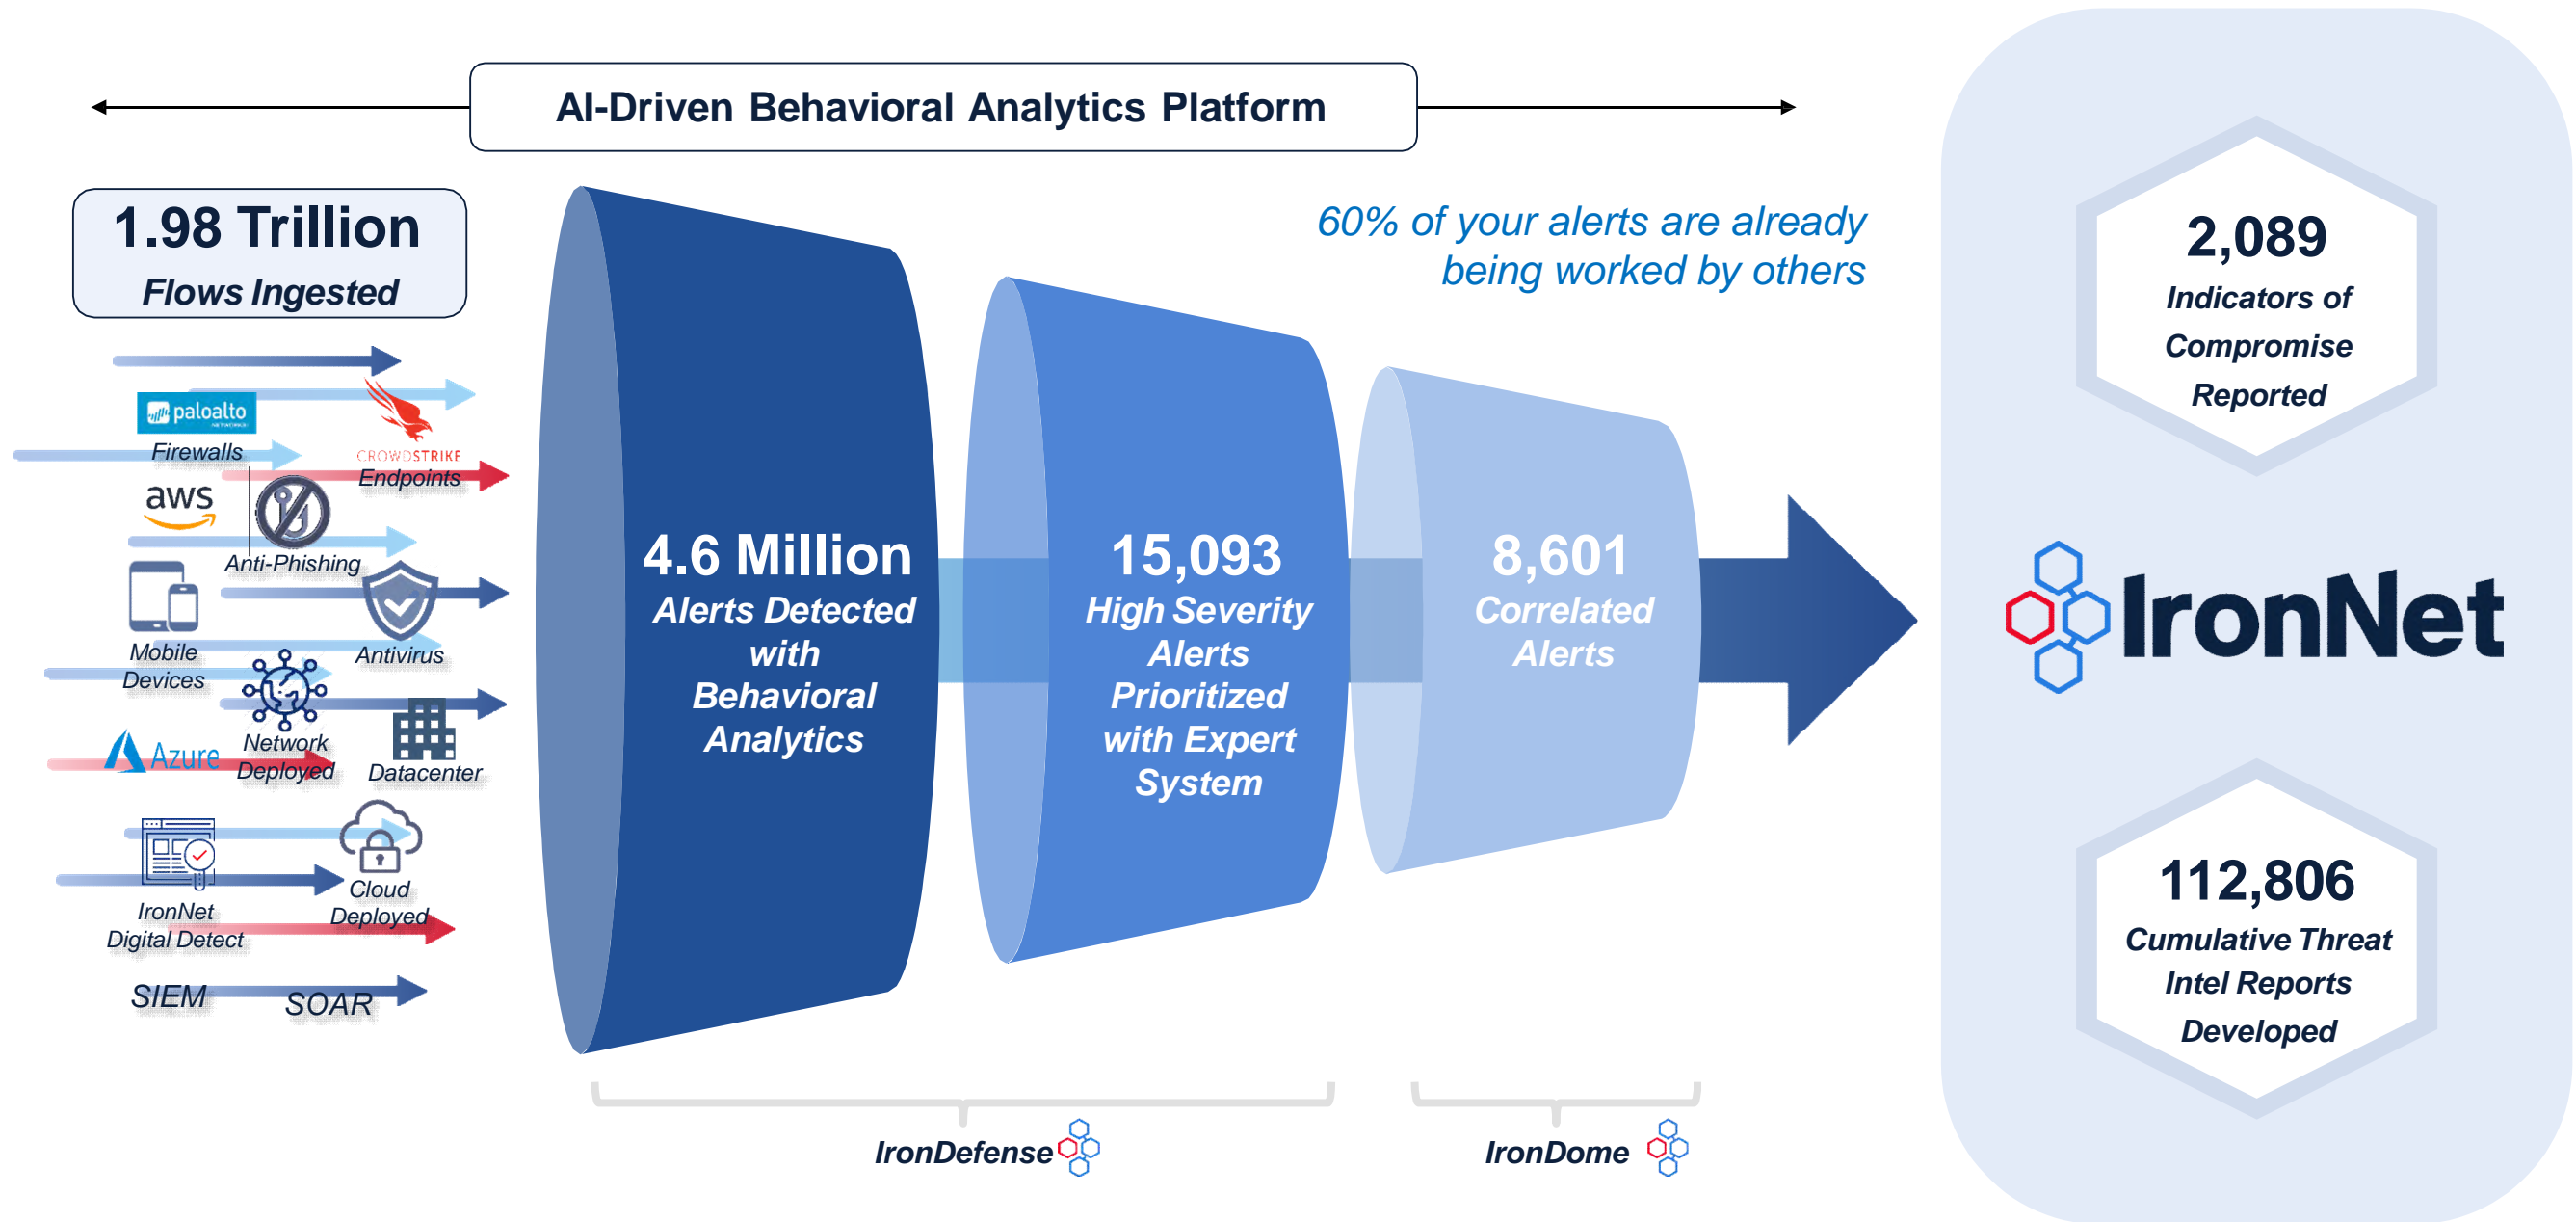 AI-Driven Behavioral Analytics Platform
1.98 Trillion
Flows Ingested
paloalto
NETWORKS
Firewalls
CROWDSTRIKE
Endpoints
aws
Anti-Phishing
Mobile
Devices
Antivirus
Azure
Network
Deployed
Datacenter
IronNet
Digital Detect
Cloud
Deployed
SIEM
SOAR
4.6 Million
Alerts Detected
with
Behavioral
Analytics
15,093
High Severity
Alerts
Prioritized
with Expert
System
60% of your alerts are already
being worked by others
8,601
Correlated
Alerts
IronDefense
IronDome
2,089
Indicators of
Compromise
Reported
IronNet
112,806
Cumulative Threat
Intel Reports
Developed